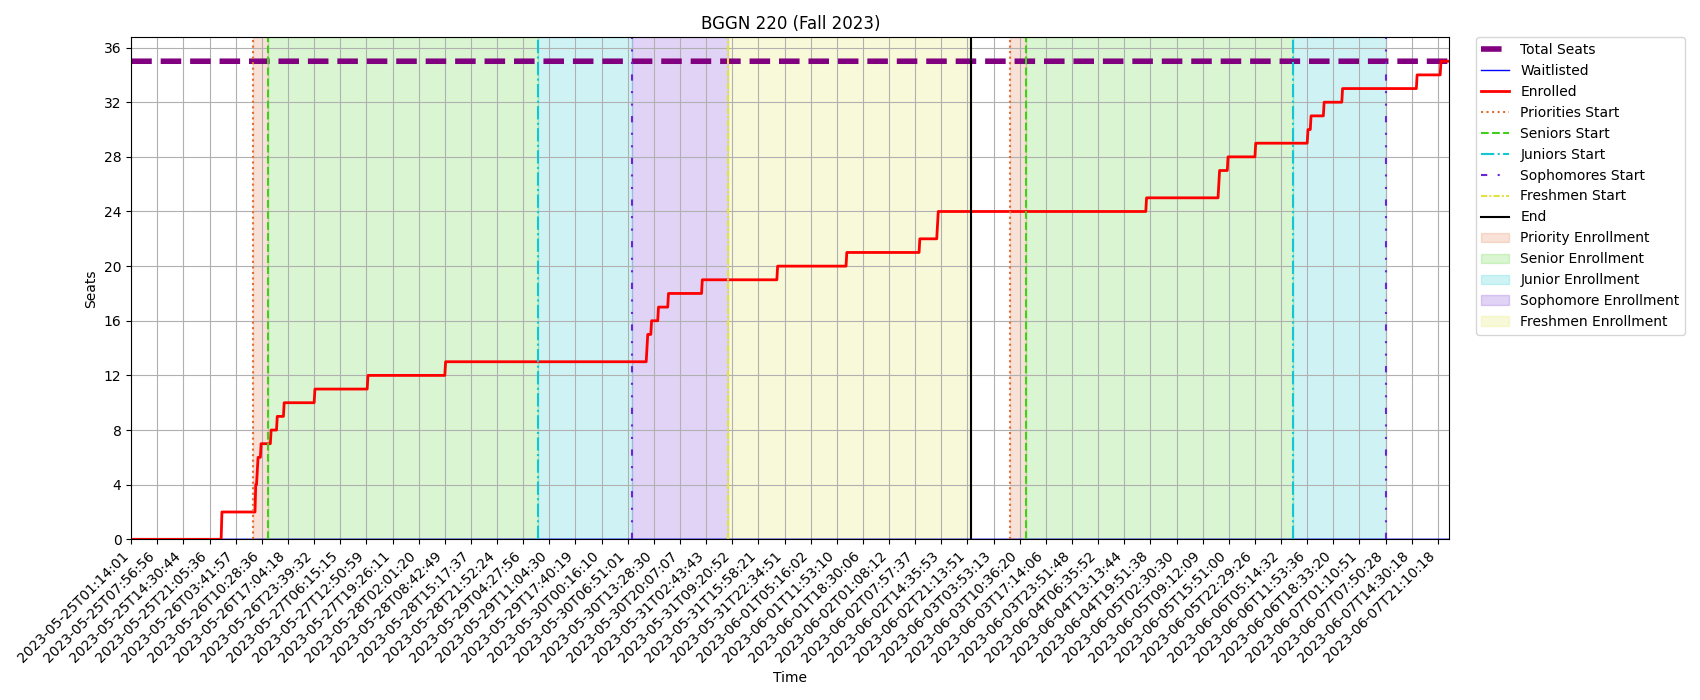 BGGN 220 (Fall 2023)
Seats
36
32
28
24
20
16
12
8
4
0
2023-05-25T01:14:01
2023-05-25T07:56:56
2023-05-25T14:30:44
2023-05-25T21:05:36
2023-05-26T03:41:57
2023-05-26T10:28:36
2023-05-26T17:04:18
2023-05-26T23:39:32
2023-05-27T06:15:15
2023-05-27T12:50:59
2023-05-27T19:26:11
2023-05-28T02:01:20
2023-05-28T08:42:49
2023-05-28T15:17:37
2023-05-28T21:52:24
2023-05-29T04:27:56
2023-05-29T11:04:30
2023-05-29T17:40:19
2023-05-30T00:16:10
2023-05-30T06:51:01
2023-05-30T13:28:30
2023-05-30T20:07:07
2023-05-31T02:43:43
2023-05-31T09:20:52
2023-05-31T15:58:21
2023-05-31T22:34:51
2023-06-01T05:16:02
2023-06-01T11:53:10
2023-06-01T18:30:06
2023-06-02T01:08:12
2023-06-02T07:57:37
2023-06-02T14:35:53
2023-06-02T21:13:51
2023-06-03T03:53:13
2023-06-03T10:36:20
2023-06-03T17:14:06
2023-06-03T23:51:48
2023-06-04T06:35:52
2023-06-04T13:13:44
2023-06-04T19:51:38
2023-06-05T02:30:30
2023-06-05T09:12:09
2023-06-05T15:51:00
2023-06-05T22:29:26
2023-06-06T05:14:32
2023-06-06T11:53:36
2023-06-06T18:33:20
2023-06-07T01:10:51
2023-06-07T07:50:28
2023-06-07T14:30:18
2023-06-07T21:10:18
Time
Total Seats
Waitlisted
Enrolled
Priorities Start
Seniors Start
Juniors Start
Sophomores Start
Freshmen Start
End
Priority Enrollment
Senior Enrollment
Junior Enrollment
Sophomore Enrollment
Freshmen Enrollment